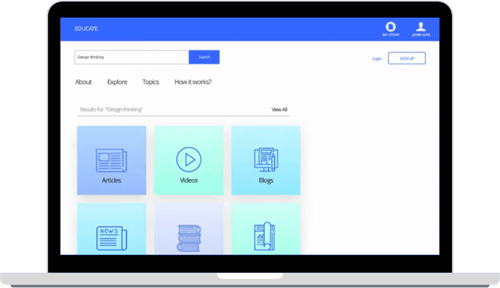 EDUCATE
MY STUFF JOHN DOE
Design thinking Search
Login SIGNUP
About Explore Topics How it works?
Results for: "Design thinking" View All
Articles Videos Blogs
NEWS